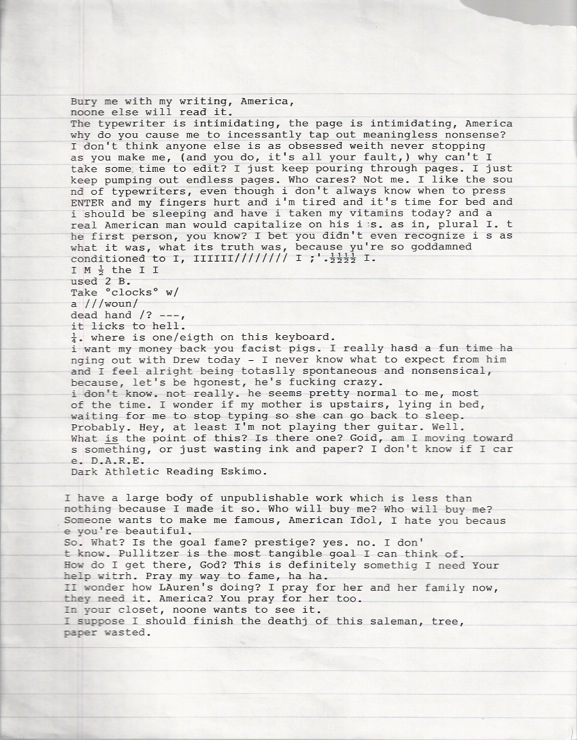 Bury me with my writing, America,
noone else will read it.
The typewriter is intimidating, the page is intimidating, America
why do you cause me to incessantly tap out meaningless nonsense?
I don't think anyone else is as obsessed weith never stopping
as you make me, (and you do, it's all your fault,) why can't I
take some time to edit? I just keep pouring through pages. I just
keep pumping out endless pages. Who cares? Not me. I like the sou
nd of typewriters, even though i don't always know when to press
ENTER and my fingers hurt and i'm tired and it's time for bed and
i should be sleeping and have i taken my vitamins today? and a
real American man would capitalize on his i:s. as in, plural I. t
he first person, you know? I bet you didn't even recognize i s as
what it was, what its truth was, because yu're so goddamned
conditioned to I, IIIIII//////// I ;'.½½½½ I.
I M ½ the I I
used 2 B.
Take °clocks° w/
a ///woun/
dead hand /? ---,
it licks to hell.
¼. where is one/eigth on this keyboard.
i want my money back you facist pigs. I really hasd a fun time ha
nging out with Drew today - I never know what to expect from him
and I feel alright being totaslly spontaneous and nonsensical,
because, let's be hgonest, he's fucking crazy.
i don't know. not really. he seems pretty normal to me, most
of the time. I wonder if my mother is upstairs, lying in bed,
waiting for me to stop typing so she can go back to sleep.
Probably. Hey, at least I'm not playing ther guitar. Well.
What is the point of this? Is there one? Goid, am I moving toward
s something, or just wasting ink and paper? I don't know if I car
e. D.A.R.E.
Dark Athletic Reading Eskimo.
I have a large body of unpublishable work which is less than
nothing because I made it so. Who will buy me? Who will buy me?
Someone wants to make me famous, American Idol, I hate you becaus
e you're beautiful.
So. What? Is the goal fame? prestige? yes. no. I don'
t know. Pullitzer is the most tangible goal I can think of.
How do I get there, God? This is definitely somethig I need Your
help witrh. Pray my way to fame, ha ha.
II wonder how LAuren's doing? I pray for her and her family now,
they need it. America? You pray for her too.
In your closet, noone wants to see it.
I suppose I should finish the deathj of this saleman, tree,
paper wasted.